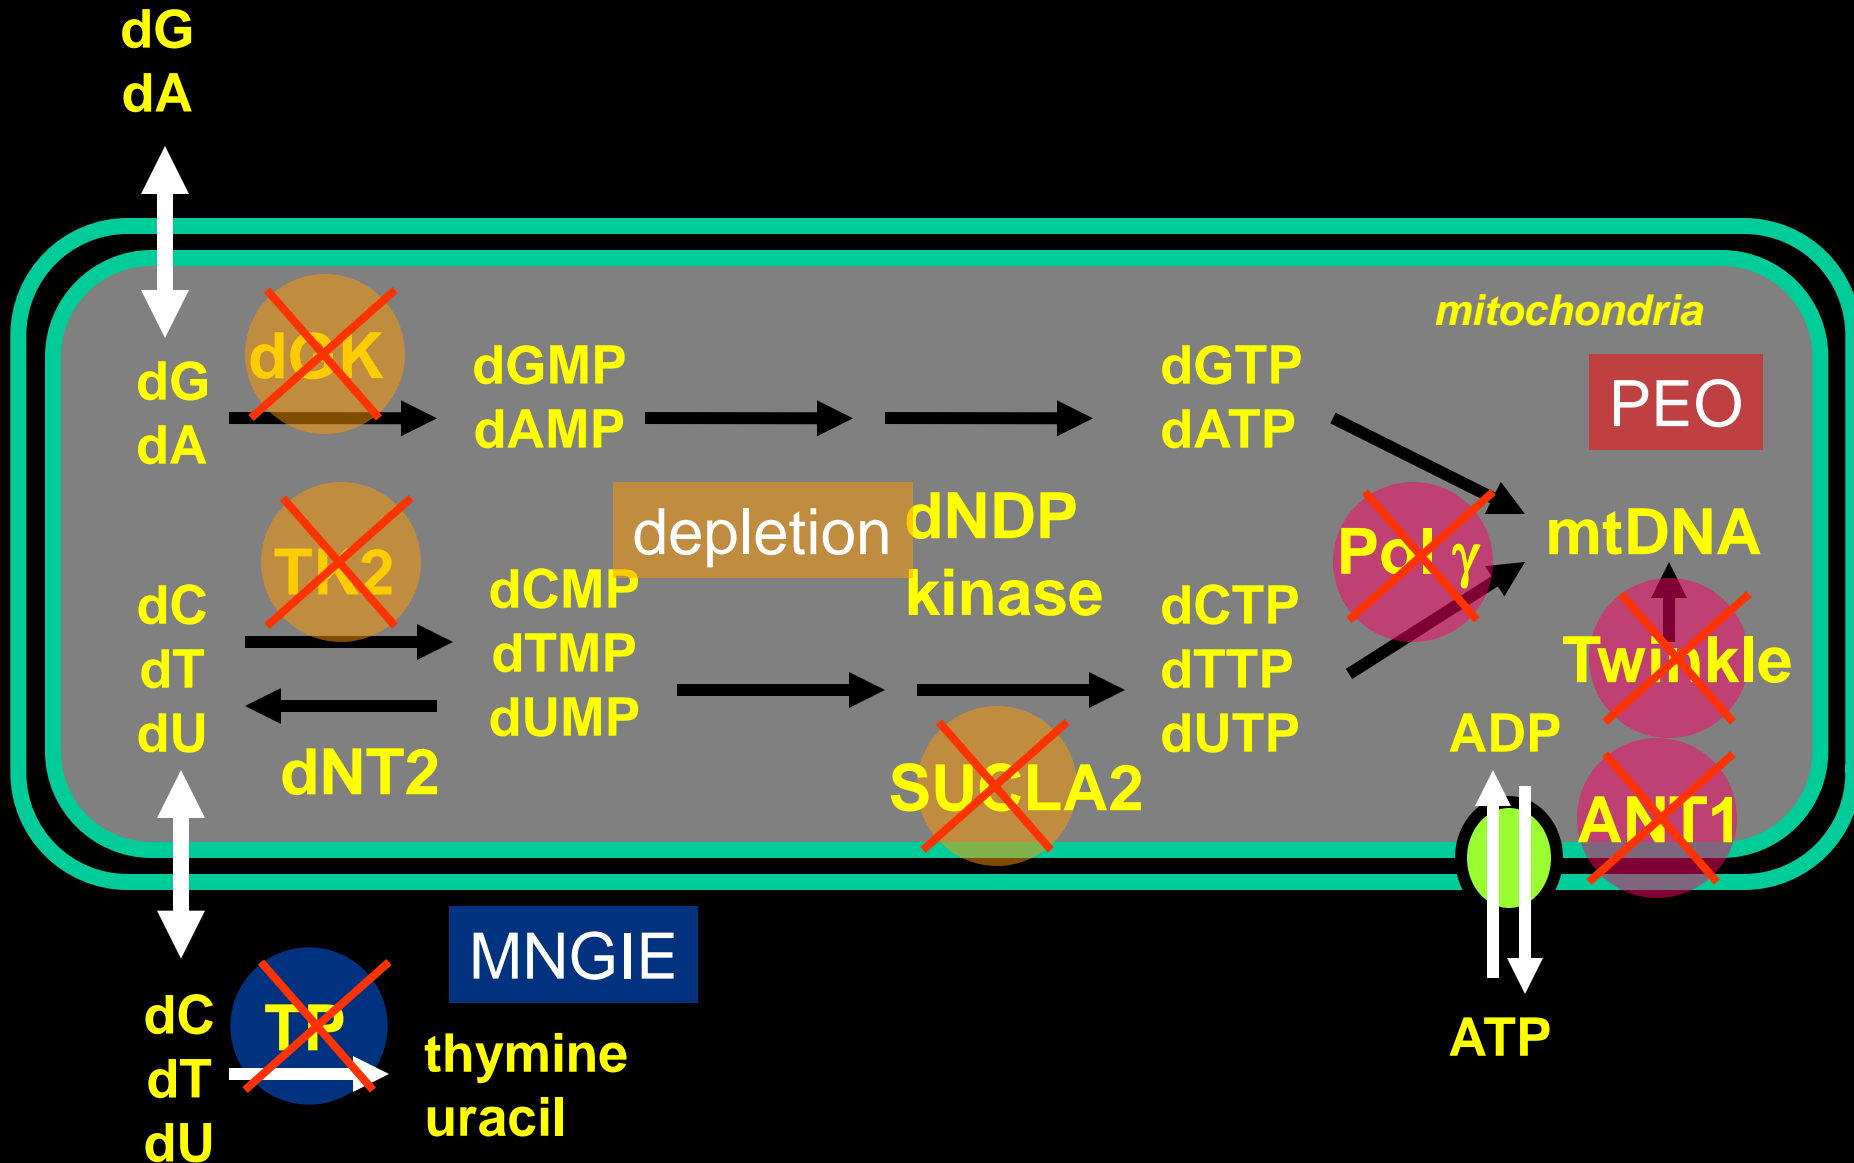 dG
dA
mitochondria
dGK
dG
dA
dGMP
dAMP
dGTP
dATP
PEO
depletion
dNDP
kinase
Pol γ
mtDNA
TK2
dC
dT
dU
dCMP
dTMP
dUMP
dCTP
dTTP
dUTP
Twinkle
dNT2
SUCLA2
ADP
ANT1
MNGIE
TP
dC
dT
dU
thymine
uracil
ATP